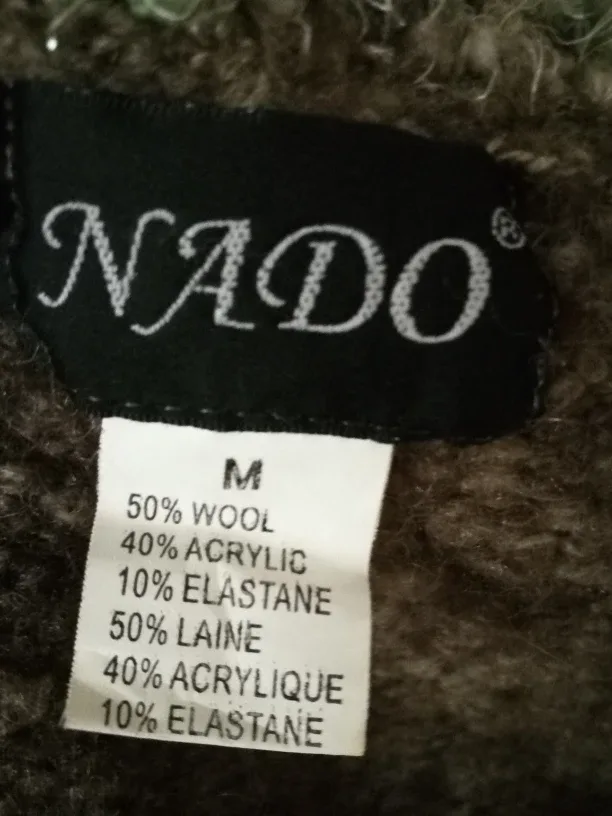 NADO®
M
50% WOOL
40% ACRYLIC
10% ELASTANE
50% LAINE
40% ACRYLIQUE
10% ELASTANE